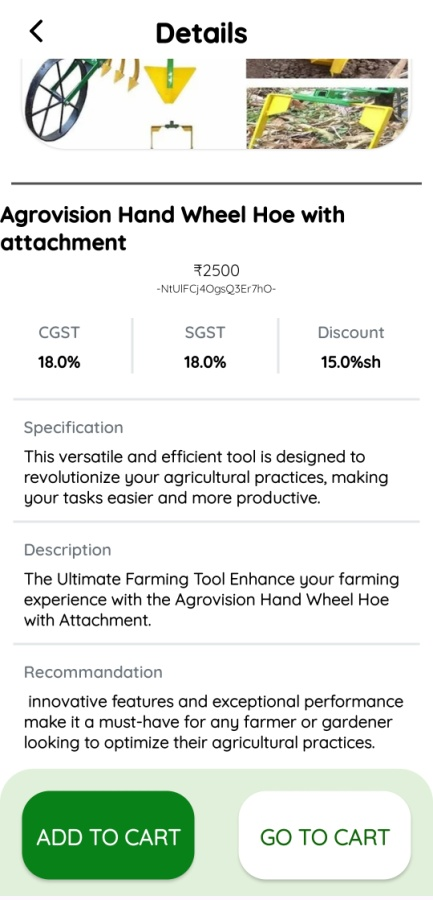 Details
Agrovision Hand Wheel Hoe with
attachment
₹2500
-NtUlFCj4OgsQ3Er7hO-
CGST
SGST
Discount
18.0%
18.0%
15.0%sh
Specification
This versatile and efficient tool is designed to
revolutionize your agricultural practices, making
your tasks easier and more productive.
Description
The Ultimate Farming Tool Enhance your farming
experience with the Agrovision Hand Wheel Hoe
with Attachment.
Recommandation
innovative features and exceptional performance
make it a must-have for any farmer or gardener
looking to optimize their agricultural practices.
ADD TO CART
GO TO CART